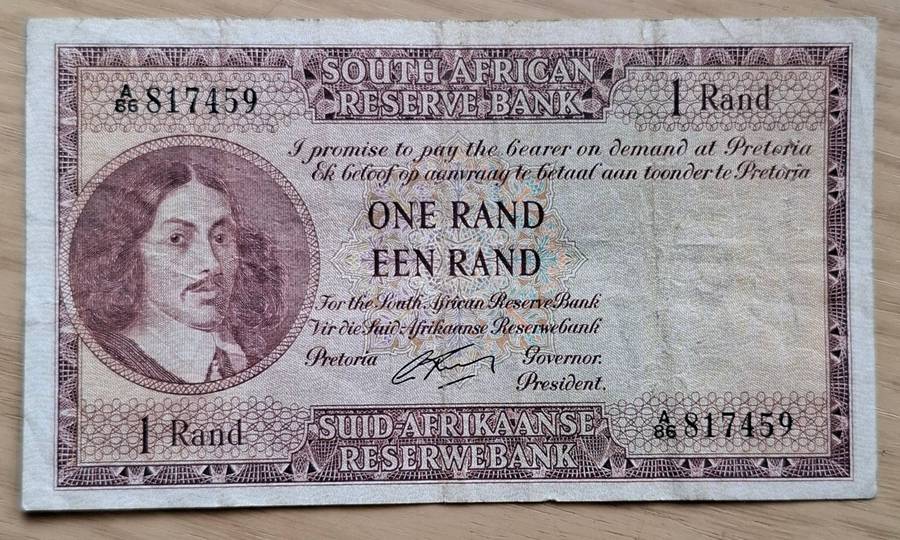 SOUTH AFRICAN
RESERVE BANK
A/86 817459
1 Rand
I promise to pay the bearer on demand at Pretoria
Ek beloof op aanvraag te betaal aan toonder te Pretoria
ONE RAND
EEN RAND
For the South African Reserve Bank
Vir die Suid-Afrikaanse Reserwebank
Pretoria
Governor.
President.
1 Rand
SUID-AFRIKAANSE
RESERWEBANK
A/86 817459